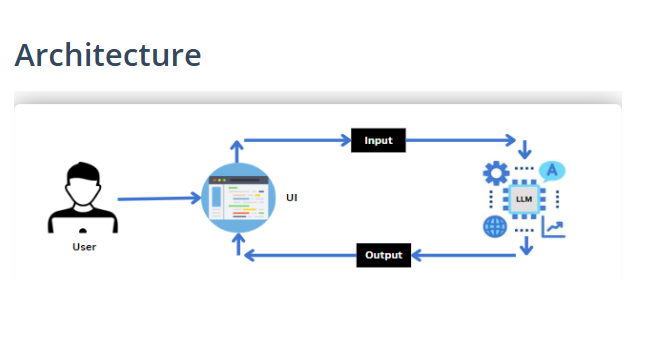 Architecture
Input
A
LLM
UI
User
Output